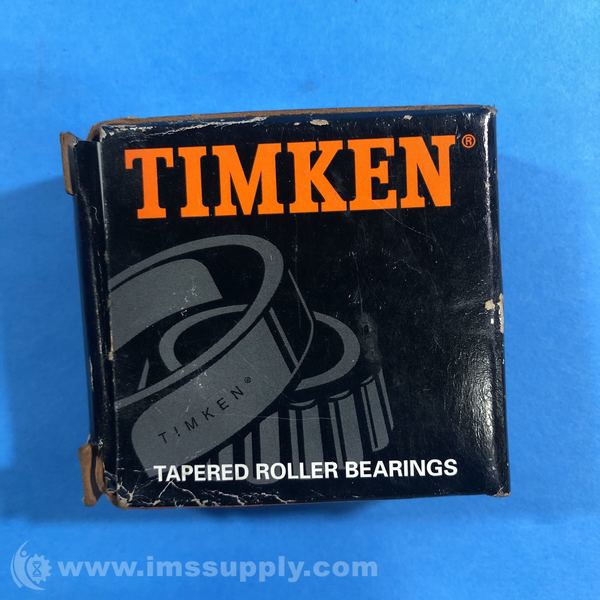 TIMKEN®
TIMKEN®
TAPERED ROLLER BEARINGS
www.imssupply.com